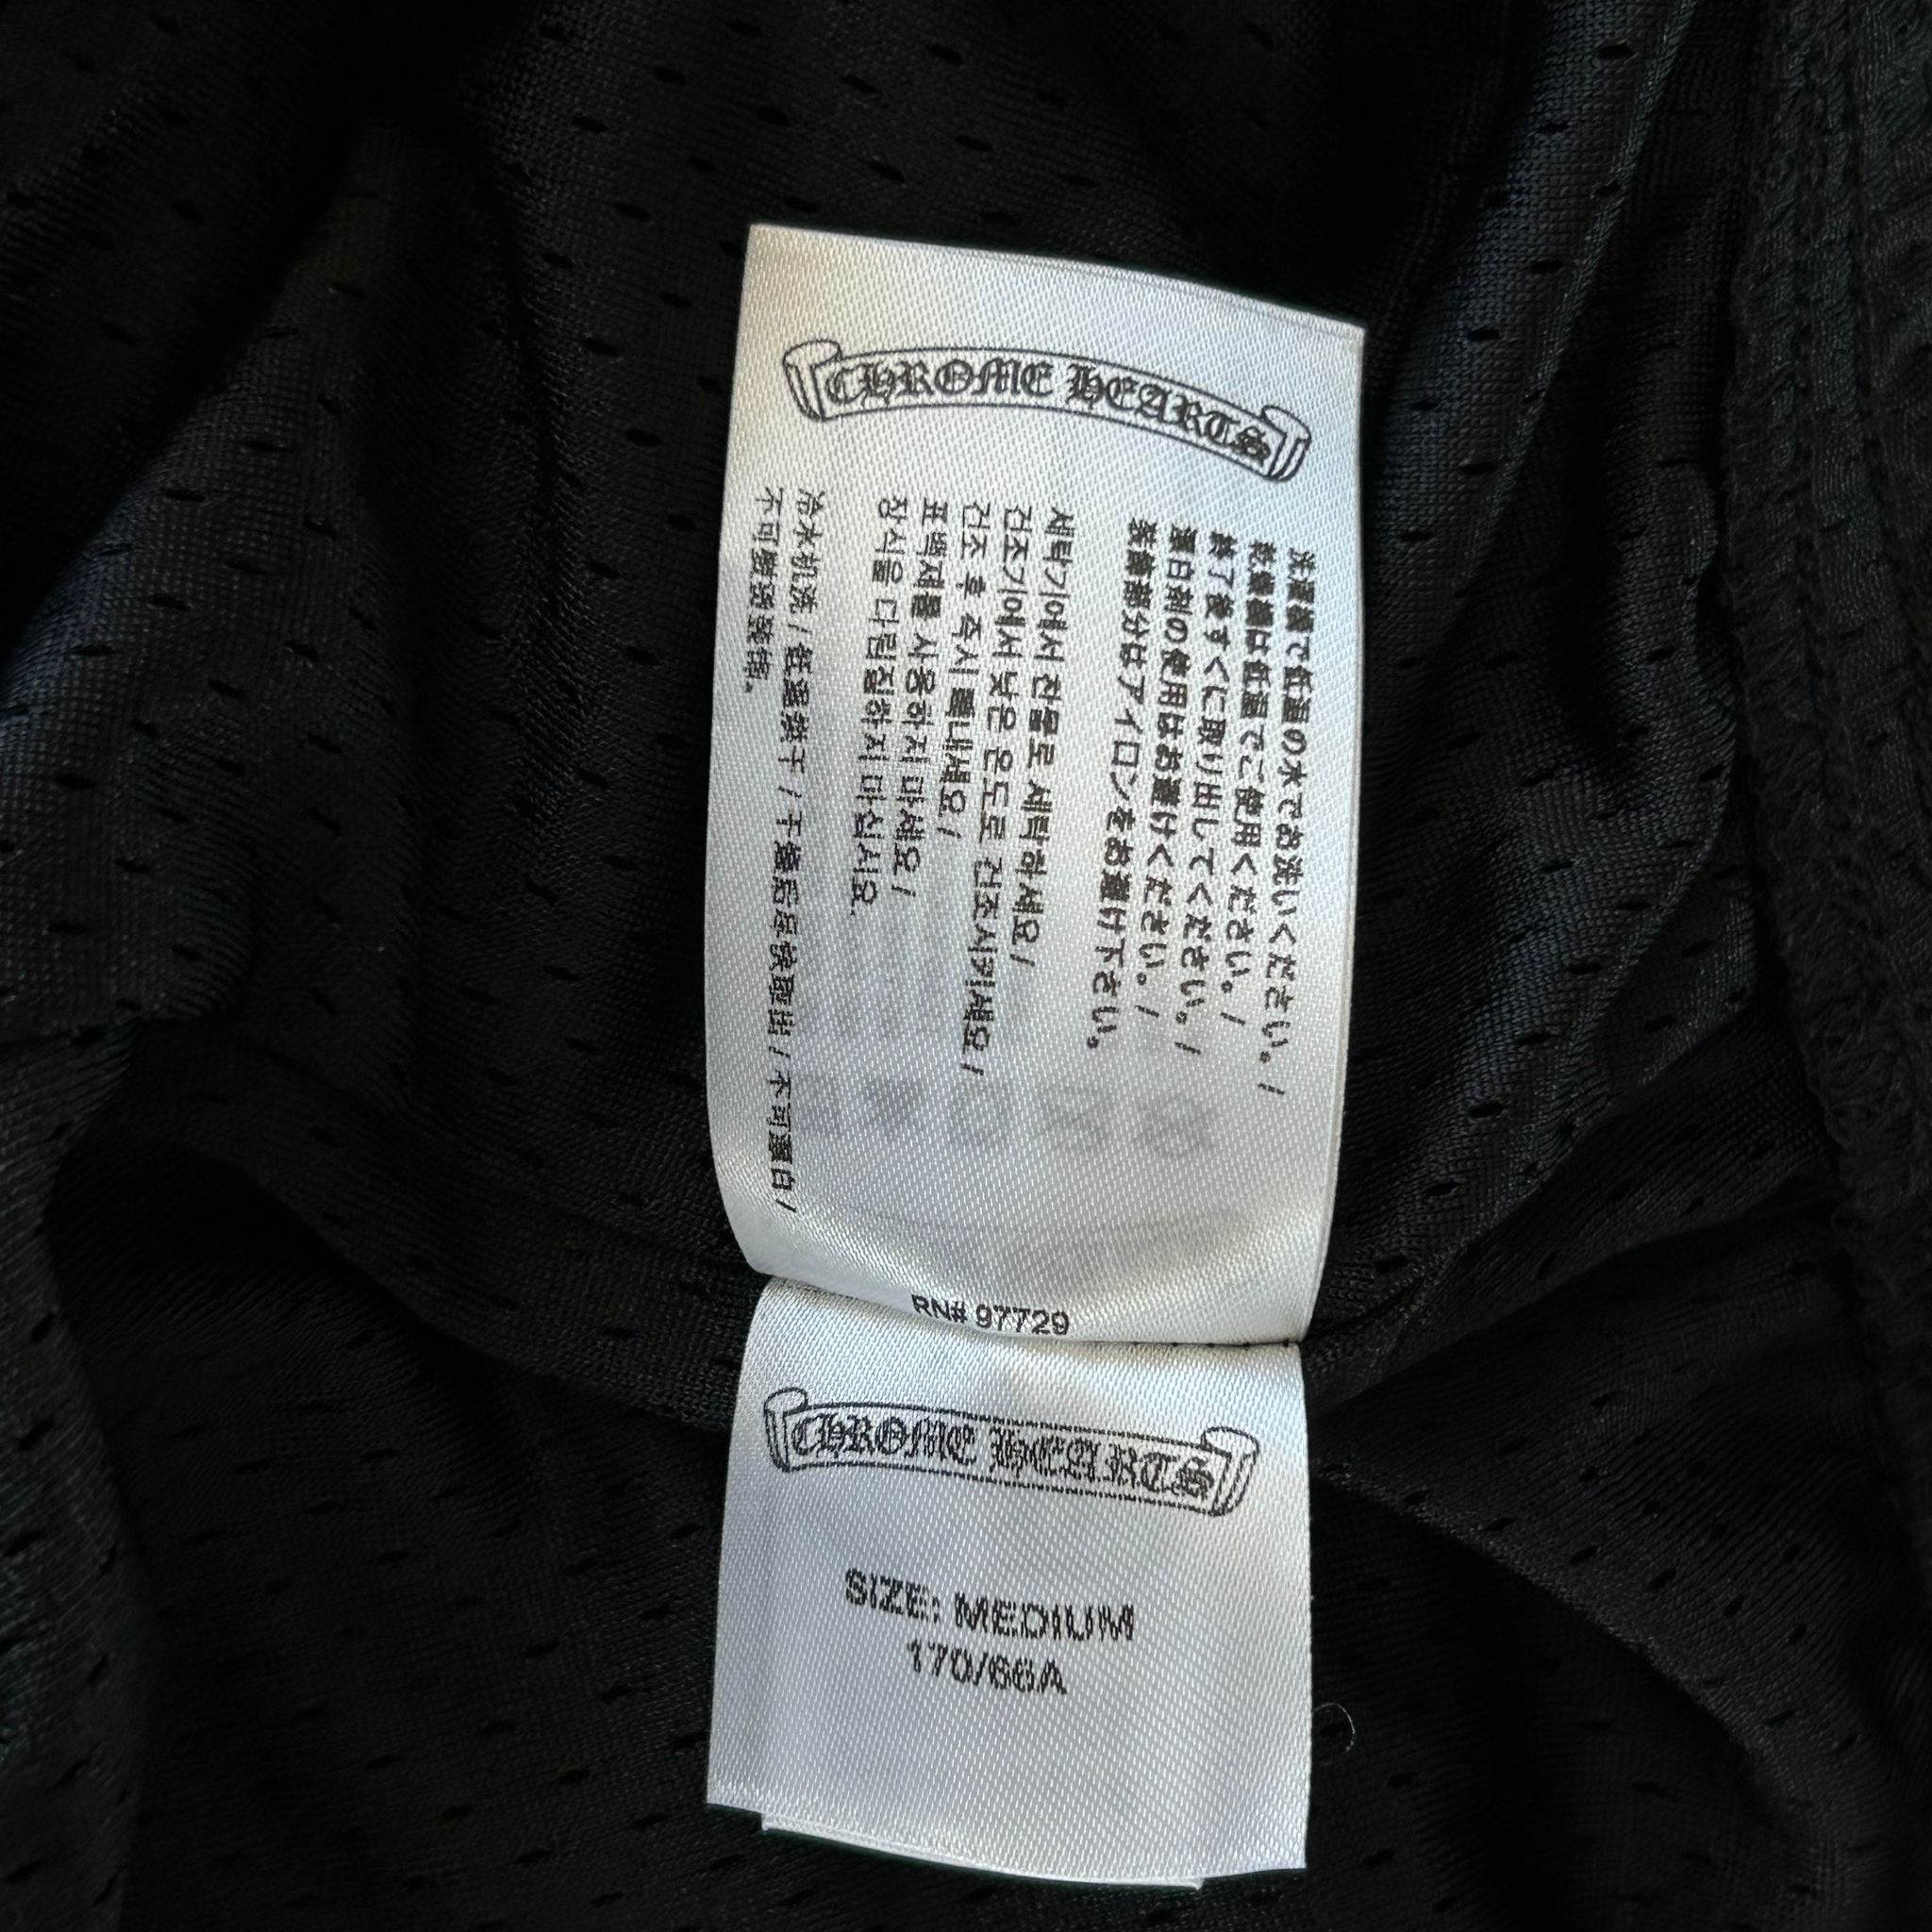 CHROME HEARTS
洗濯機で低温の水でお洗いください。/
乾燥機は低温でご使用ください。/
終了後すぐに取り出してください。/
漂白剤の使用はお避けください。/
装飾部分はアイロンをお避け下さい。
세탁기에서 찬물로 세탁하세요./
건조기에서 낮은 온도로 건조시키세요./
건조 후 즉시 빼내세요./
표백제를 사용하지 마세요./
장식을 다림질하지 마십시요.
冷水机洗 / 低温烘干 / 干燥后尽快取出 / 不可漂白 /
不可熨烫装饰。
RN# 97729
CHROME HEARTS
SIZE: MEDIUM
170/66A